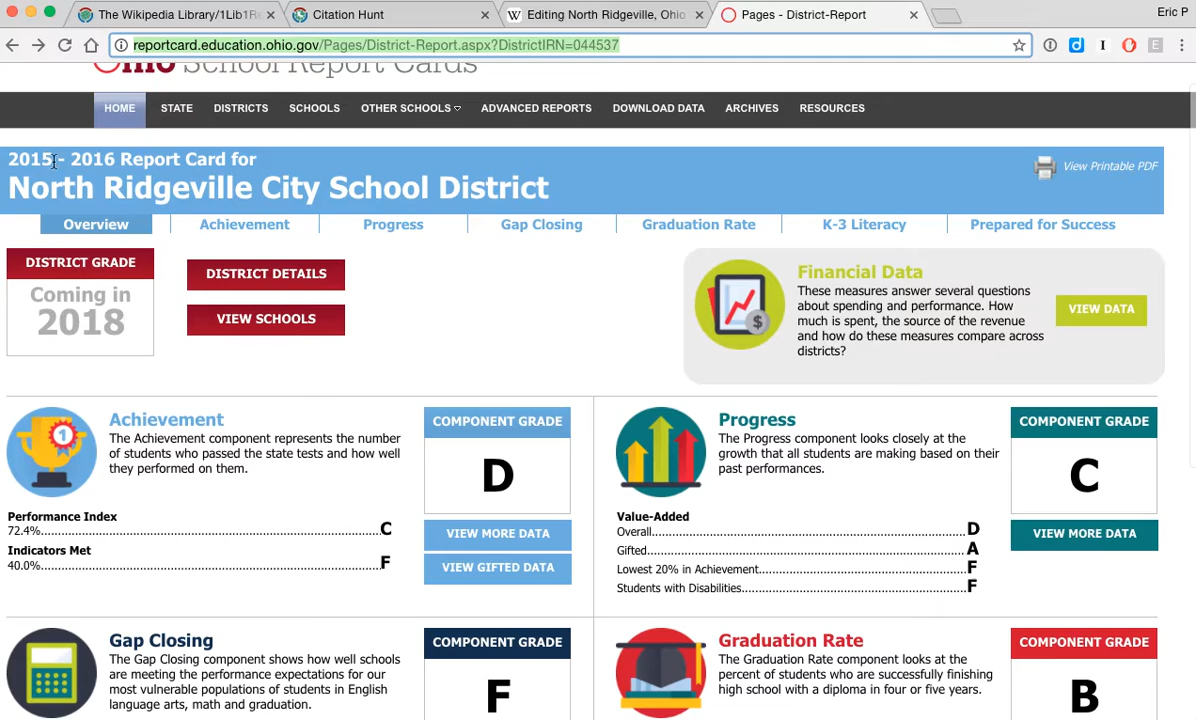 The Wikipedia Library/1Lib1Re
Citation Hunt
Editing North Ridgeville, Ohio
Pages - District-Report
Eric P
reportcard.education.ohio.gov/Pages/District-Report.aspx?DistrictIRN=044537
Ohio School Report Cards
HOME STATE DISTRICTS SCHOOLS OTHER SCHOOLS ADVANCED REPORTS DOWNLOAD DATA ARCHIVES RESOURCES
2015 - 2016 Report Card for
View Printable PDF
North Ridgeville City School District
Overview Achievement Progress Gap Closing Graduation Rate K-3 Literacy Prepared for Success
DISTRICT GRADE
Coming in
2018
DISTRICT DETAILS
VIEW SCHOOLS
Financial Data
These measures answer several questions
about spending and performance. How
much is spent, the source of the revenue
and how do these measures compare across
districts?
VIEW DATA
Achievement
The Achievement component represents the number
of students who passed the state tests and how well
they performed on them.
COMPONENT GRADE
D
Performance Index
72.4% C
Indicators Met
40.0% F
VIEW MORE DATA
VIEW GIFTED DATA
Progress
The Progress component looks closely at the
growth that all students are making based on their
past performances.
COMPONENT GRADE
C
Value-Added
Overall D
Gifted A
Lowest 20% in Achievement F
Students with Disabilities F
VIEW MORE DATA
Gap Closing
The Gap Closing component shows how well schools
are meeting the performance expectations for our
most vulnerable populations of students in English
language arts, math and graduation.
COMPONENT GRADE
F
Graduation Rate
The Graduation Rate component looks at the
percent of students who are successfully finishing
high school with a diploma in four or five years.
COMPONENT GRADE
B